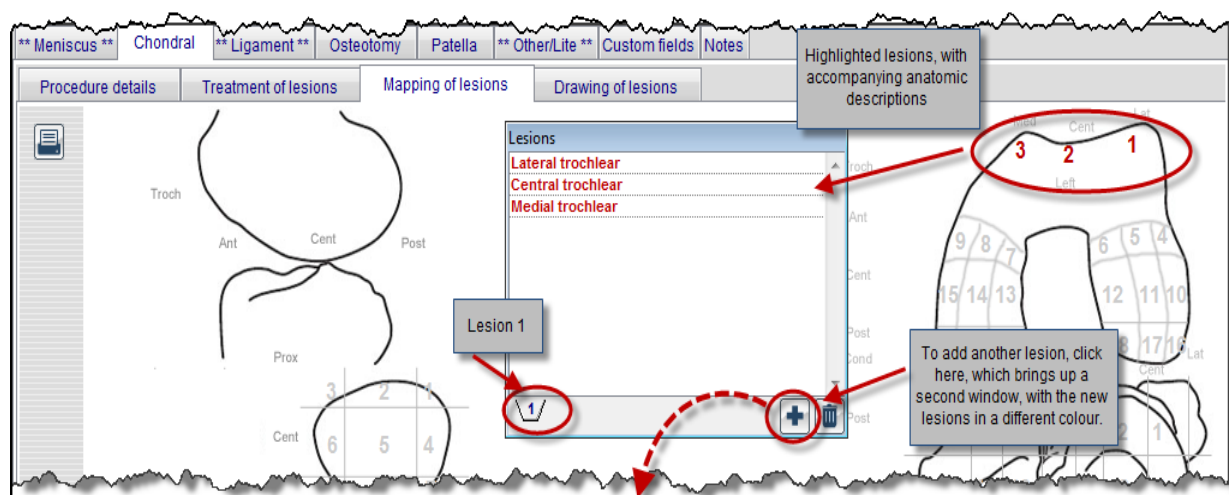 ** Meniscus ** Chondral ** Ligament ** Osteotomy Patella ** Other/Lite ** Custom fields Notes
Procedure details Treatment of lesions Mapping of lesions Drawing of lesions
Highlighted lesions, with
accompanying anatomic
descriptions
Troch
Ant Cent Post
Prox
3 2 1
Cent 6 5 4
Lesions
Lateral trochlear
Central trochlear
Medial trochlear
Lesion 1
1
Troch
Ant
Cent
Post
Cond
Post
Med Cent Lat
3 2 1
Left
9 8 7 6 5 4
15 14 13 12 11 10
17 16 Lat
Cent
To add another lesion, click
here, which brings up a
second window, with the new
lesions in a different colour.
2 1